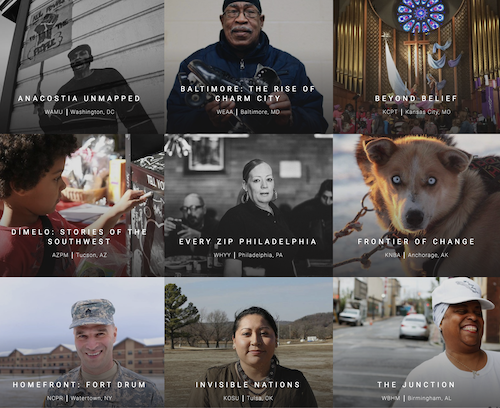 ANACOSTIA UNMAPPED
WAMU | Washington, DC
BALTIMORE: THE RISE OF
CHARM CITY
WEAA | Baltimore, MD
BEYOND BELIEF
KCPT | Kansas City, MO
DÍMELO: STORIES OF THE
SOUTHWEST
AZPM | Tucson, AZ
EVERY ZIP PHILADELPHIA
WHYY | Philadelphia, PA
FRONTIER OF CHANGE
KNBA | Anchorage, AK
HOMEFRONT: FORT DRUM
NCPR | Watertown, NY
INVISIBLE NATIONS
KOSU | Tulsa, OK
THE JUNCTION
WBHM | Birmingham, AL